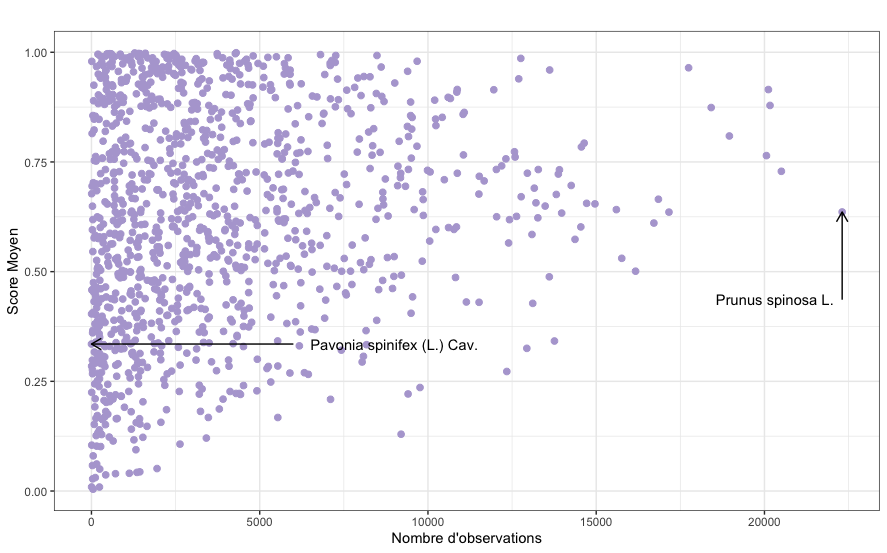 1.00
0.75
0.50
0.25
0.00
Score Moyen
Prunus spinosa L.
Pavonia spinifex (L.) Cav.
0 5000 10000 15000 20000
Nombre d'observations